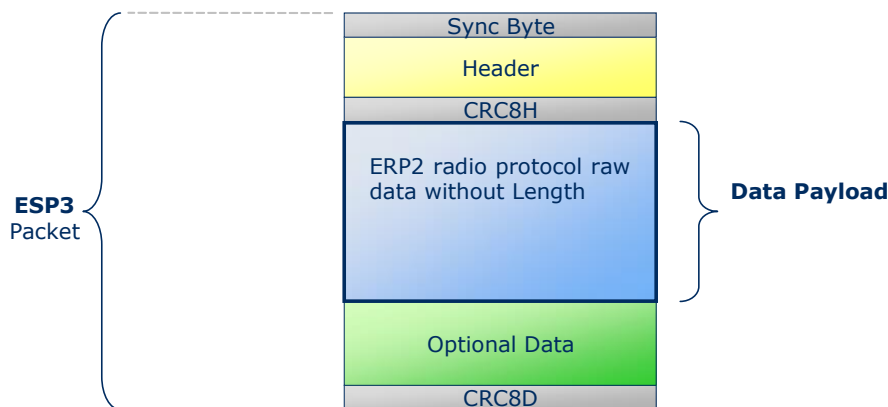 Sync Byte
Header
CRC8H
ERP2 radio protocol raw
data without Length
ESP3
Packet
Data Payload
Optional Data
CRC8D